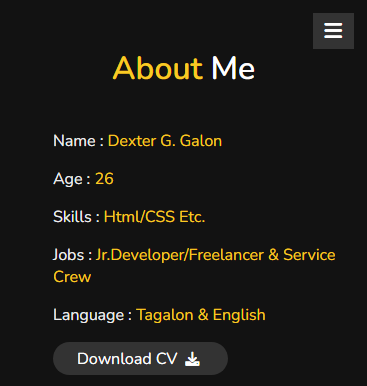 About Me
Name : Dexter G. Galon
Age : 26
Skills : Html/CSS Etc.
Jobs : Jr.Developer/Freelancer & Service
Crew
Language : Tagalon & English
Download CV